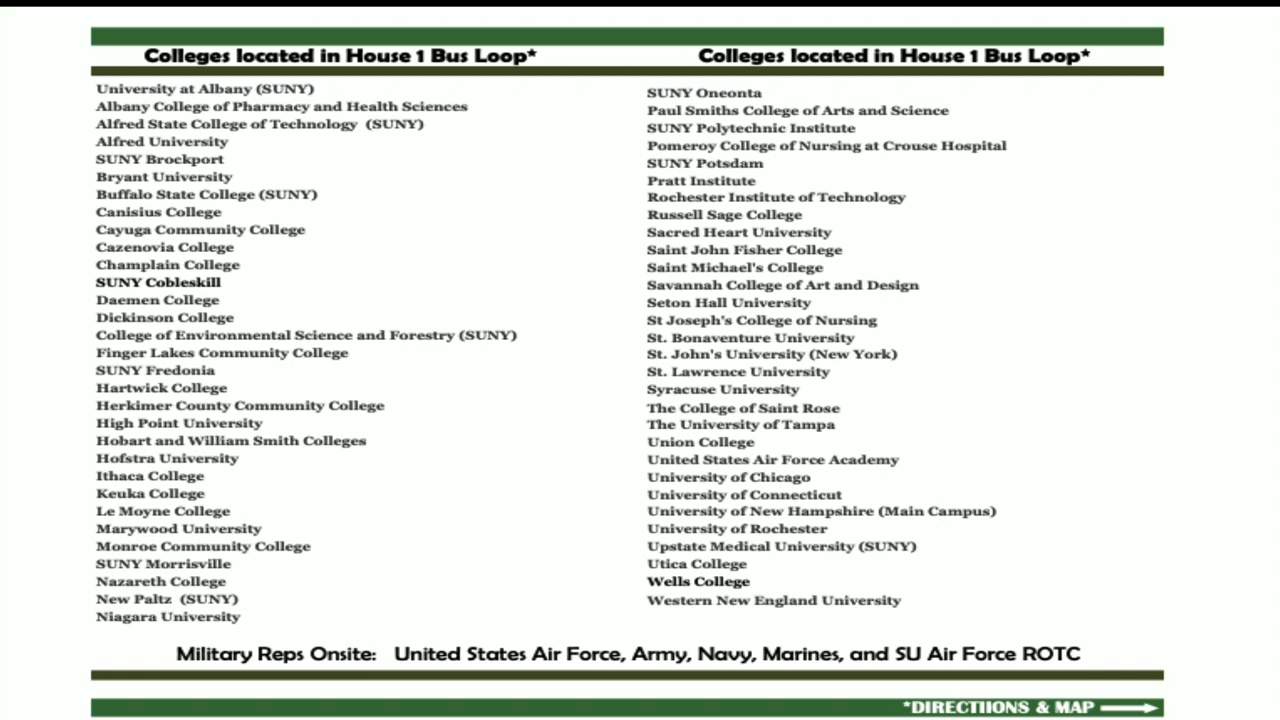 Colleges located in House 1 Bus Loop*
University at Albany (SUNY)
Albany College of Pharmacy and Health Sciences
Alfred State College of Technology (SUNY)
Alfred University
SUNY Brockport
Bryant University
Buffalo State College (SUNY)
Canisius College
Cayuga Community College
Cazenovia College
Champlain College
SUNY Cobleskill
Daemen College
Dickinson College
College of Environmental Science and Forestry (SUNY)
Finger Lakes Community College
SUNY Fredonia
Hartwick College
Herkimer County Community College
High Point University
Hobart and William Smith Colleges
Hofstra University
Ithaca College
Keuka College
Le Moyne College
Marywood University
Monroe Community College
SUNY Morrisville
Nazareth College
New Paltz (SUNY)
Niagara University
Colleges located in House 1 Bus Loop*
SUNY Oneonta
Paul Smiths College of Arts and Science
SUNY Polytechnic Institute
Pomeroy College of Nursing at Crouse Hospital
SUNY Potsdam
Pratt Institute
Rochester Institute of Technology
Russell Sage College
Sacred Heart University
Saint John Fisher College
Saint Michael's College
Savannah College of Art and Design
Seton Hall University
St Joseph's College of Nursing
St. Bonaventure University
St. John's University (New York)
St. Lawrence University
Syracuse University
The College of Saint Rose
The University of Tampa
Union College
United States Air Force Academy
University of Chicago
University of Connecticut
University of New Hampshire (Main Campus)
University of Rochester
Upstate Medical University (SUNY)
Utica College
Wells College
Western New England University
Military Reps Onsite: United States Air Force, Army, Navy, Marines, and SU Air Force ROTC
*DIRECTIIONS & MAP